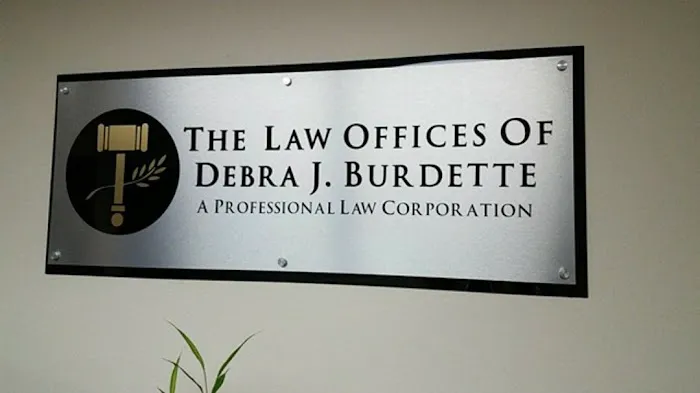 The Law Offices Of
Debra J. Burdette
A Professional Law Corporation